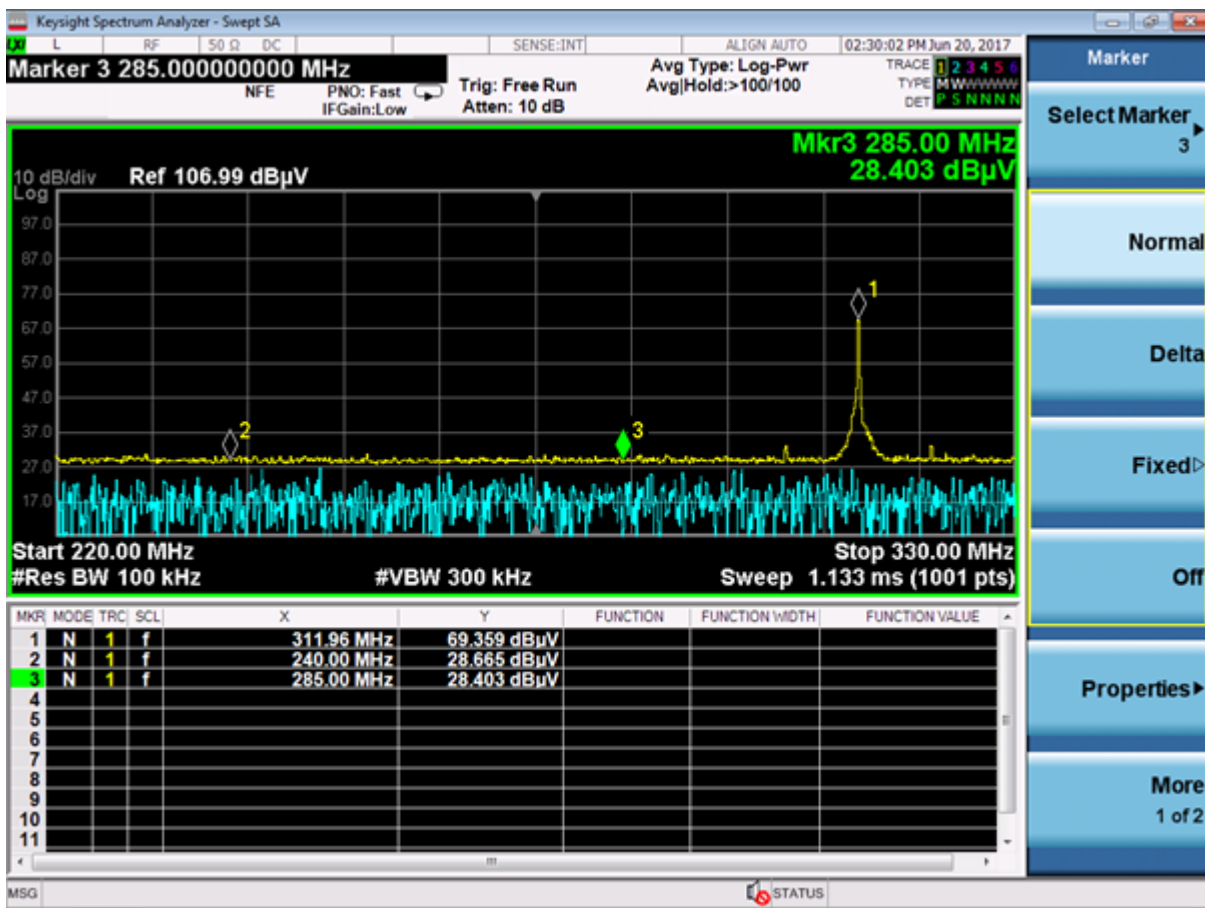 Keysight Spectrum Analyzer - Swept SA
LXI L RF 50 Ω DC SENSE:INT ALIGN AUTO 02:30:02 PM Jun 20, 2017
Marker 3 285.000000000 MHz
NFE PNO: Fast IFGain:Low
Trig: Free Run
Atten: 10 dB
Avg Type: Log-Pwr
Avg|Hold:>100/100
TRACE 1 2 3 4 5 6
TYPE M W W W W W
DET P S N N N N
Mkr3 285.00 MHz
28.403 dBµV
10 dB/div Ref 106.99 dBµV
Log
97.0
87.0
77.0
67.0
57.0
47.0
37.0
27.0
17.0
1
2
3
Start 220.00 MHz Stop 330.00 MHz
#Res BW 100 kHz #VBW 300 kHz Sweep 1.133 ms (1001 pts)
MKR MODE TRC SCL X Y FUNCTION FUNCTION WIDTH FUNCTION VALUE
1 N 1 f 311.96 MHz 69.359 dBµV
2 N 1 f 240.00 MHz 28.665 dBµV
3 N 1 f 285.00 MHz 28.403 dBµV
4
5
6
7
8
9
10
11
MSG STATUS
Marker
Select Marker
3
Normal
Delta
Fixed
Off
Properties
More
1 of 2